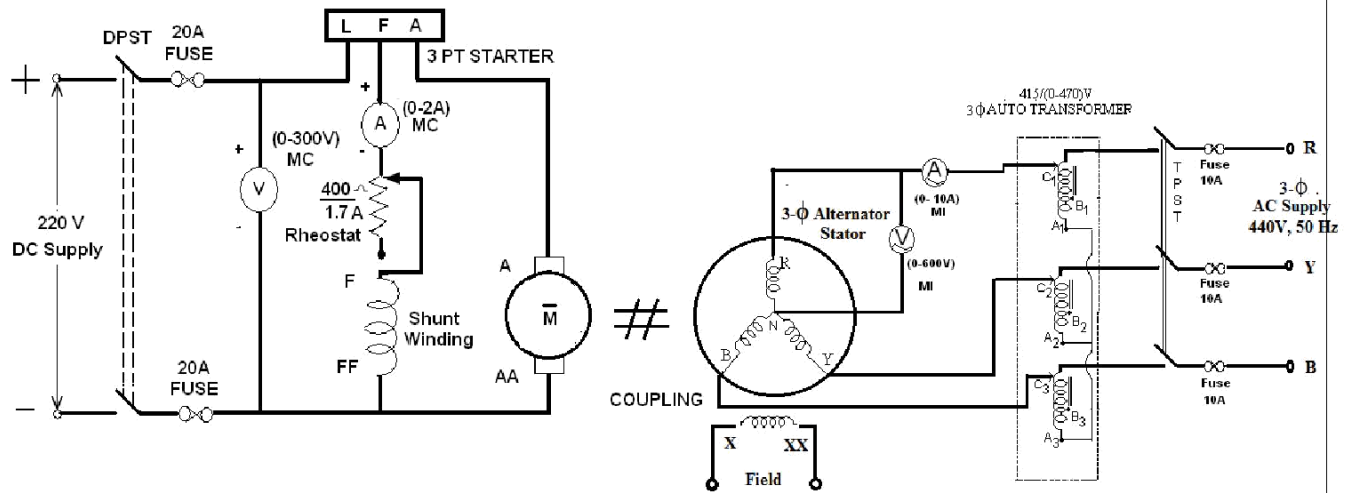 L F A
3 PT STARTER
DPST
20A
FUSE
+
+
(0-2A)
MC
A
-
(0-300V)
MC
+
V
-
400
1.7 A
Rheostat
220 V
DC Supply
F
Shunt
Winding
FF
A
M
AA
20A
FUSE
-
COUPLING
3-Φ Alternator
Stator
A
(0- 10A)
MI
V
(0-600V)
MI
R
N
B
Y
X
XX
Field
415/(0-470)V
3ϕ AUTO TRANSFORMER
C1
B1
A1
C2
B2
A2
C3
B3
A3
TPST
Fuse
10A
R
3-Φ .
AC Supply
440V, 50 Hz
Fuse
10A
Y
Fuse
10A
B